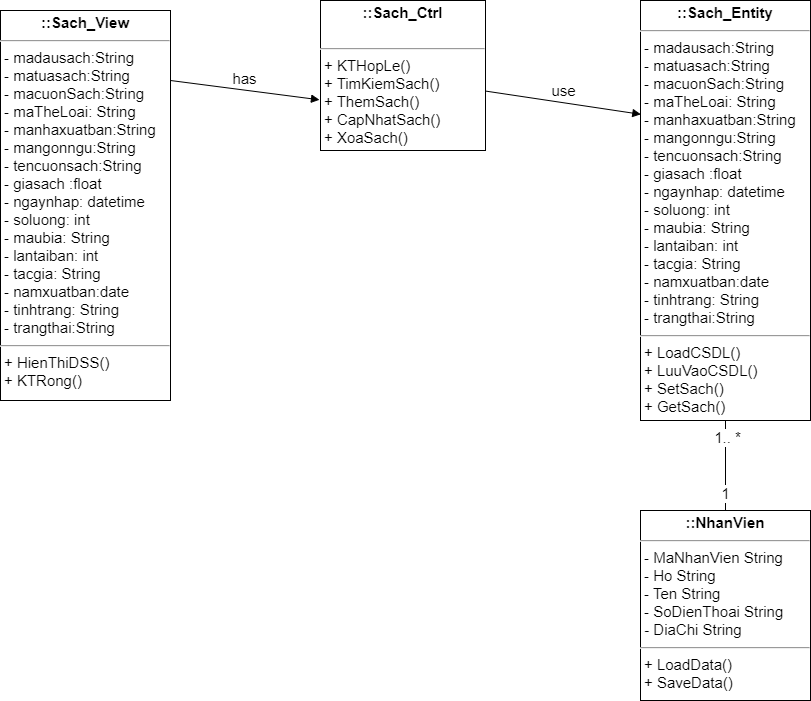 ::Sach_View
- madausach:String
- matuasach:String
- macuonSach:String
- maTheLoai: String
- manhaxuatban:String
- mangonngu:String
- tencuonsach:String
- giasach :float
- ngaynhap: datetime
- soluong: int
- maubia: String
- lantaiban: int
- tacgia: String
- namxuatban:date
- tinhtrang: String
- trangthai:String
+ HienThiDSS()
+ KTRong()
has
::Sach_Ctrl
+ KTHopLe()
+ TimKiemSach()
+ ThemSach()
+ CapNhatSach()
+ XoaSach()
use
::Sach_Entity
- madausach:String
- matuasach:String
- macuonSach:String
- maTheLoai: String
- manhaxuatban:String
- mangonngu:String
- tencuonsach:String
- giasach :float
- ngaynhap: datetime
- soluong: int
- maubia: String
- lantaiban: int
- tacgia: String
- namxuatban:date
- tinhtrang: String
- trangthai:String
+ LoadCSDL()
+ LuuVaoCSDL()
+ SetSach()
+ GetSach()
1.. *
1
::NhanVien
- MaNhanVien String
- Ho String
- Ten String
- SoDienThoai String
- DiaChi String
+ LoadData()
+ SaveData()